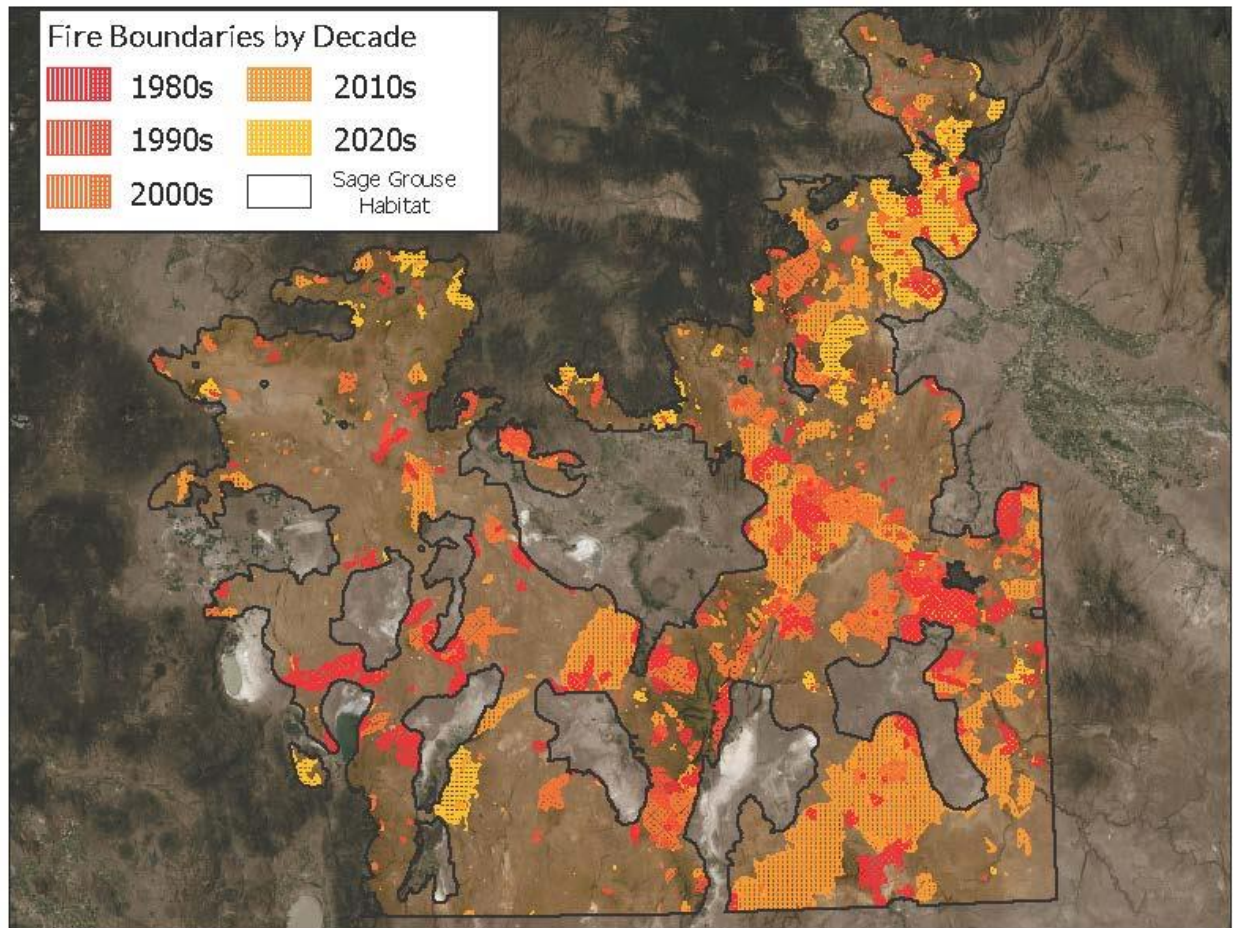 Fire Boundaries by Decade
1980s 2010s
1990s 2020s
2000s Sage Grouse
Habitat